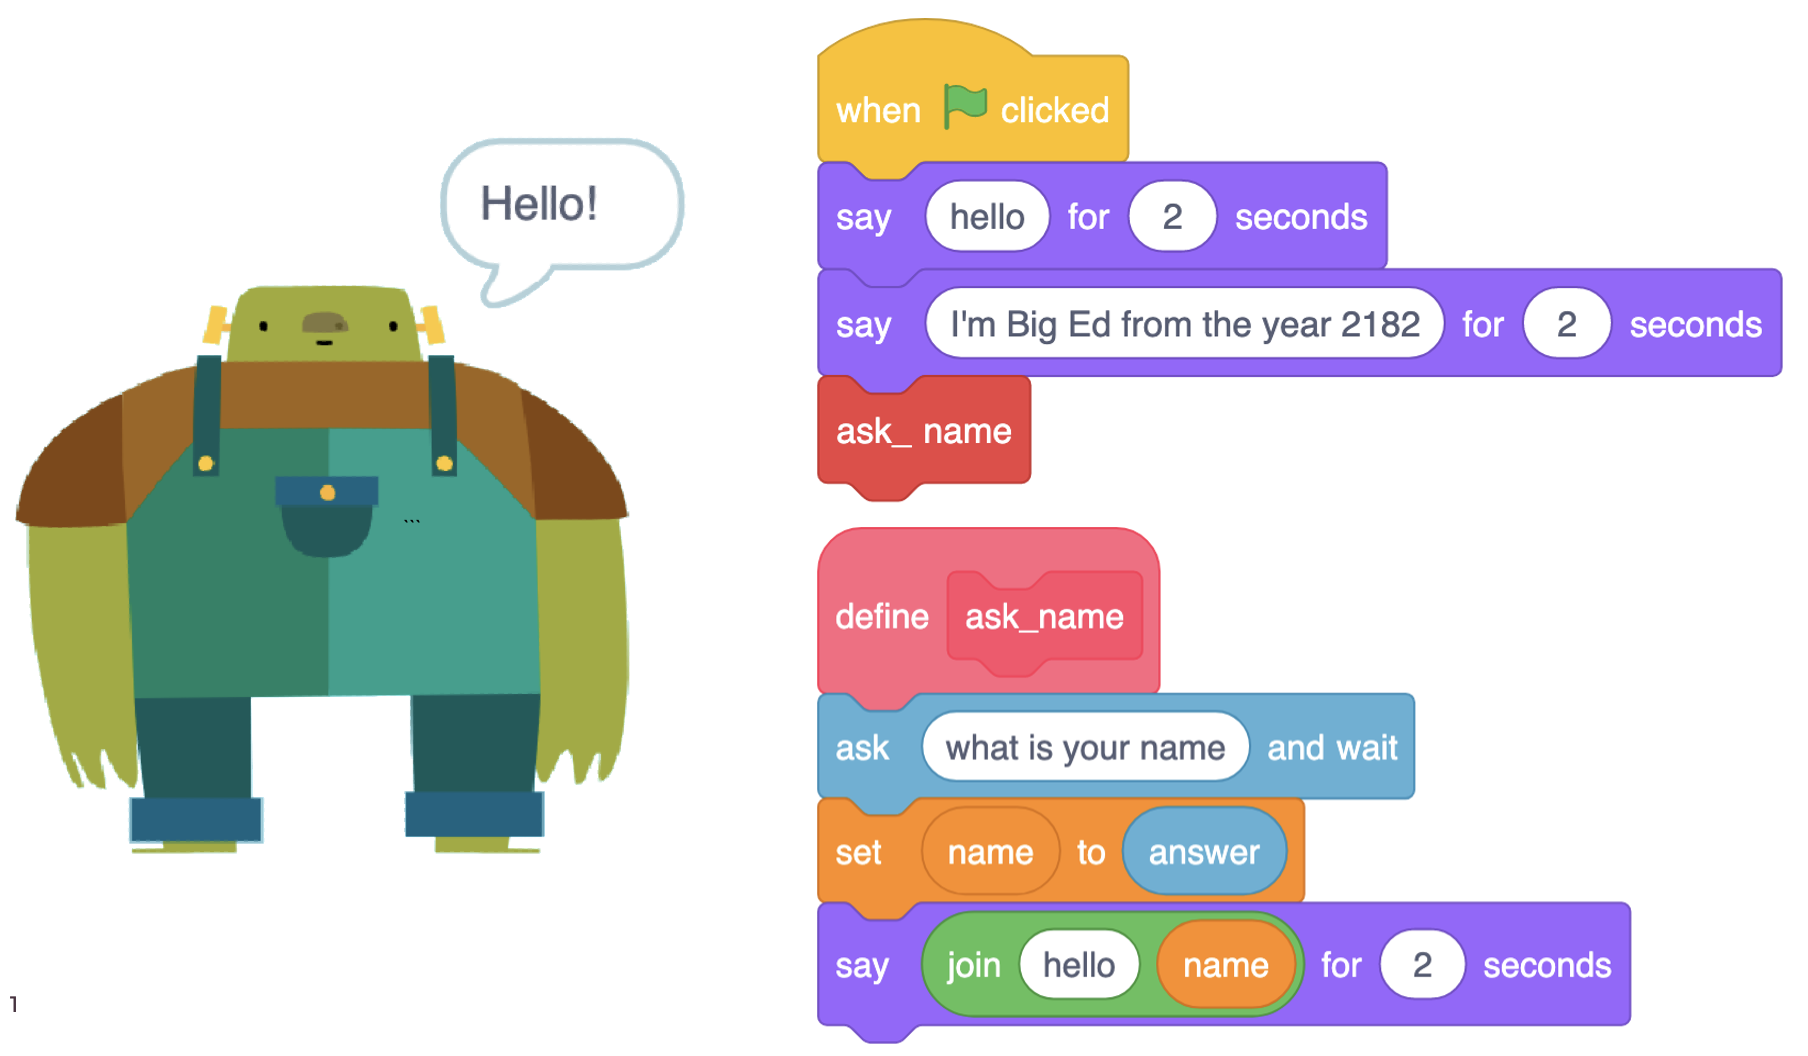 Hello!
when clicked
say hello for 2 seconds
say I'm Big Ed from the year 2182 for 2 seconds
ask_ name
define ask_name
ask what is your name and wait
set name to answer
say join hello name for 2 seconds
1